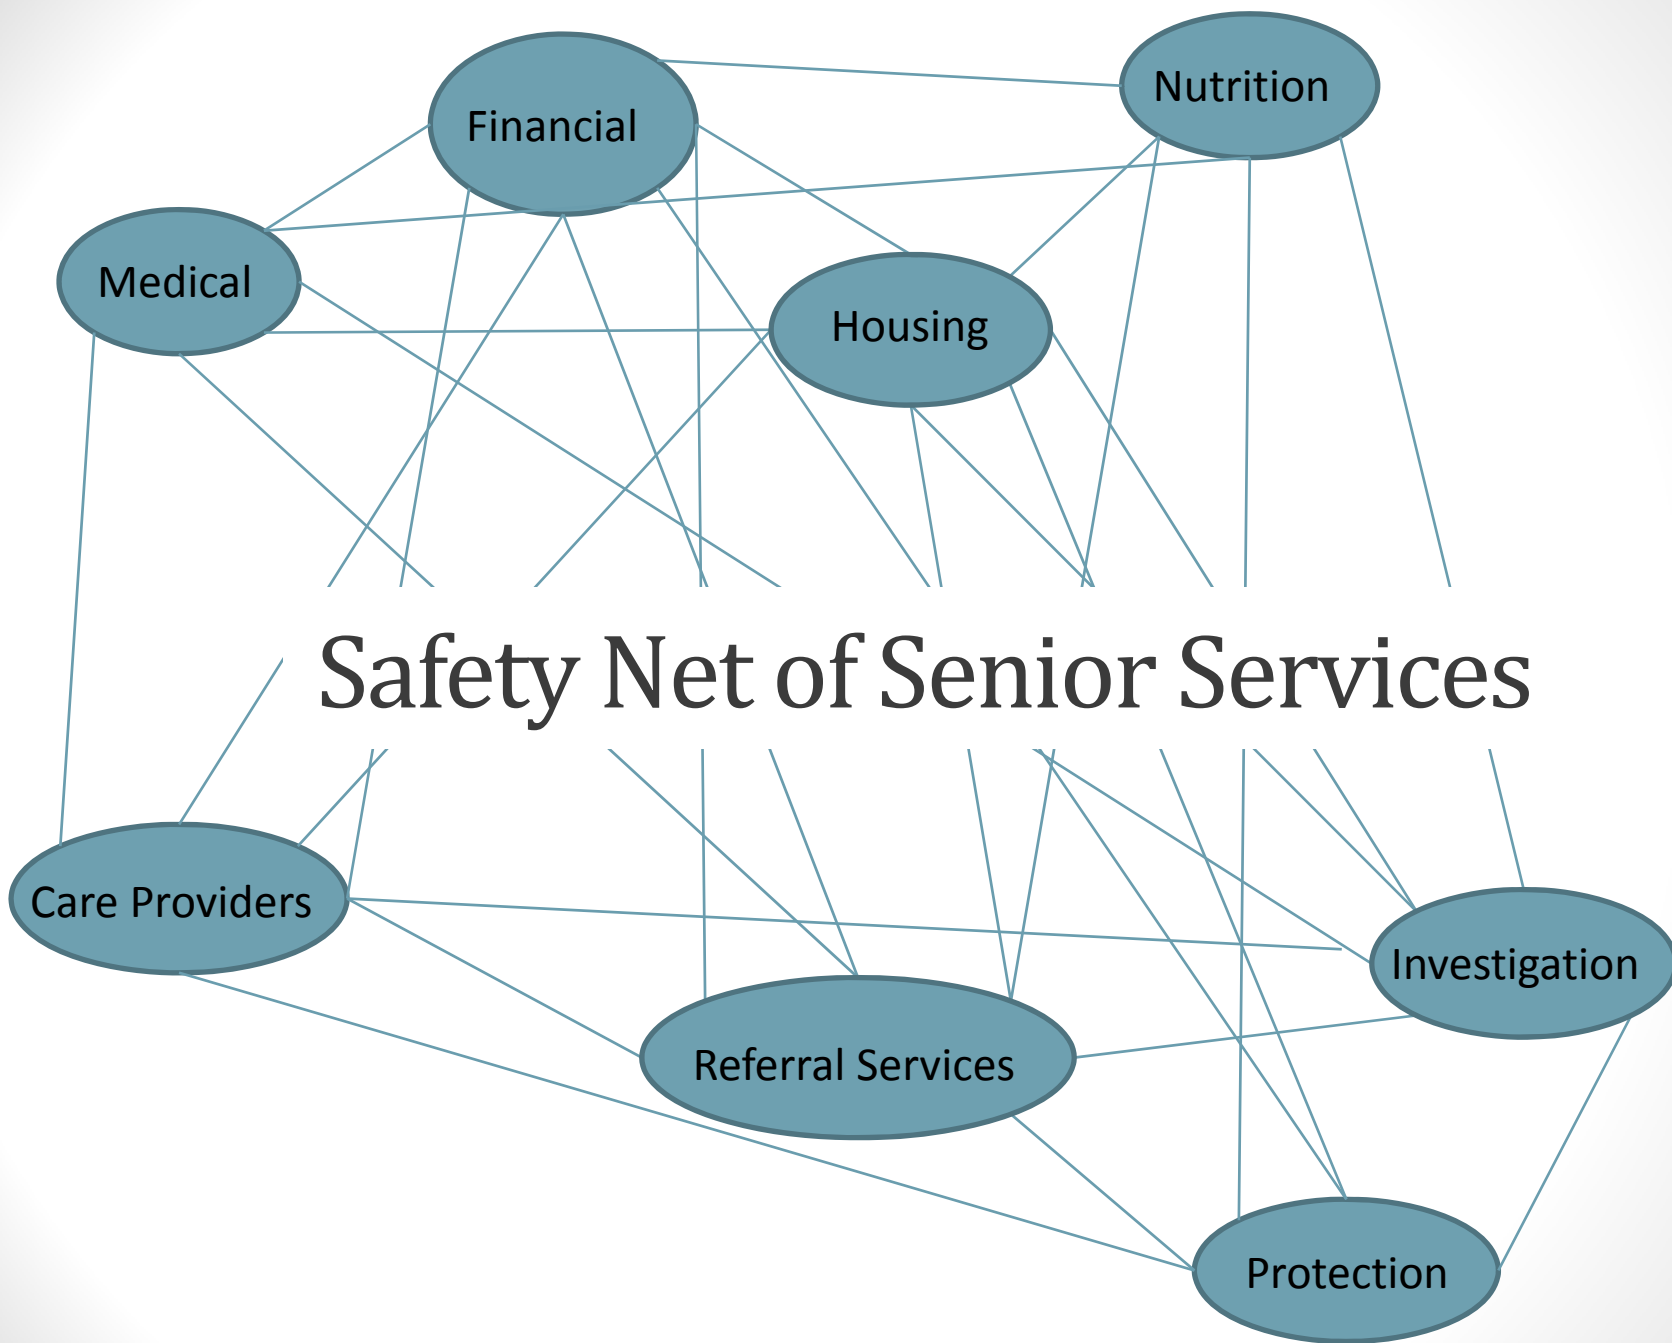 Nutrition
Financial
Medical
Housing
Safety Net of Senior Services
Care Providers
Investigation
Referral Services
Protection